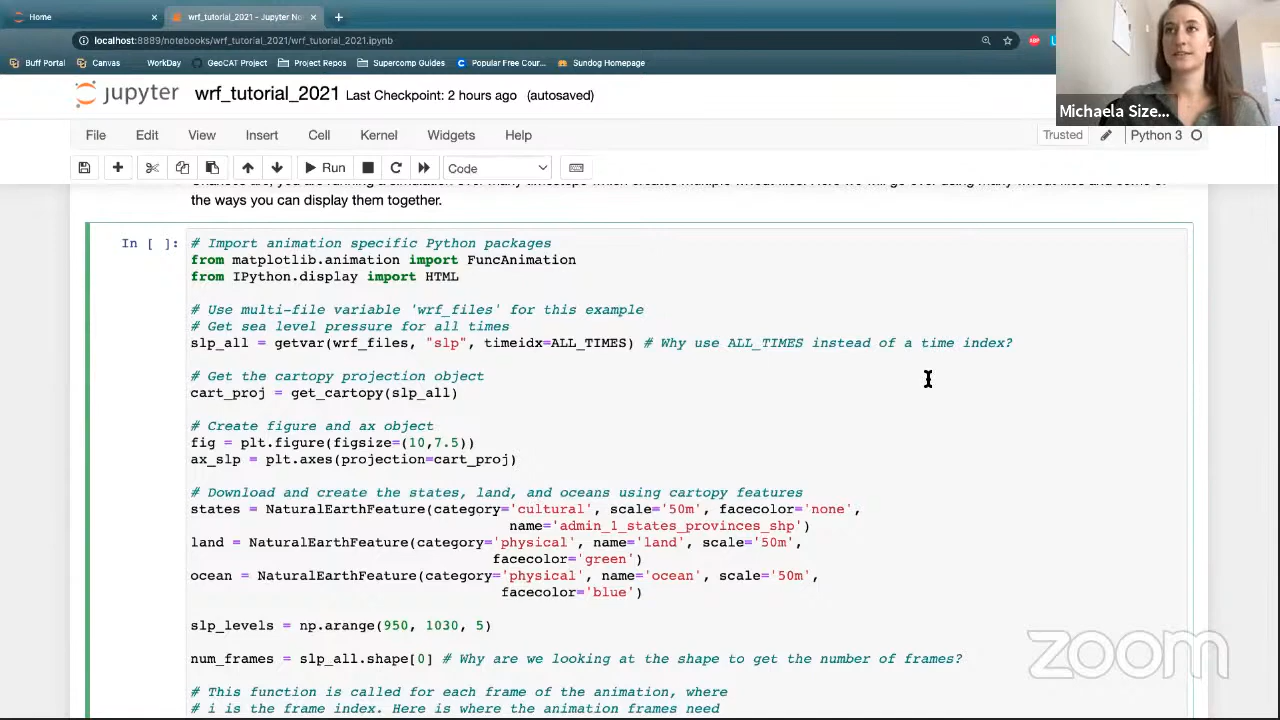 Home
wrf_tutorial_2021 - Jupyter No
localhost:8889/notebooks/wrf_tutorial_2021/wrf_tutorial_2021.ipynb
Buff Portal Canvas WorkDay GeoCAT Project Project Repos Supercomp Guides Popular Free Cour... Sundog Homepage
jupyter wrf_tutorial_2021 Last Checkpoint: 2 hours ago (autosaved)
Michaela Size...
File Edit View Insert Cell Kernel Widgets Help
Trusted Python 3
Run Code
the ways you can display them together.
In [ ]: # Import animation specific Python packages
from matplotlib.animation import FuncAnimation
from IPython.display import HTML
# Use multi-file variable 'wrf_files' for this example
# Get sea level pressure for all times
slp_all = getvar(wrf_files, "slp", timeidx=ALL_TIMES) # Why use ALL_TIMES instead of a time index?
# Get the cartopy projection object
cart_proj = get_cartopy(slp_all)
# Create figure and ax object
fig = plt.figure(figsize=(10,7.5))
ax_slp = plt.axes(projection=cart_proj)
# Download and create the states, land, and oceans using cartopy features
states = NaturalEarthFeature(category='cultural', scale='50m', facecolor='none',
name='admin_1_states_provinces_shp')
land = NaturalEarthFeature(category='physical', name='land', scale='50m',
facecolor='green')
ocean = NaturalEarthFeature(category='physical', name='ocean', scale='50m',
facecolor='blue')
slp_levels = np.arange(950, 1030, 5)
num_frames = slp_all.shape[0] # Why are we looking at the shape to get the number of frames?
# This function is called for each frame of the animation, where
# i is the frame index. Here is where the animation frames need
zoom